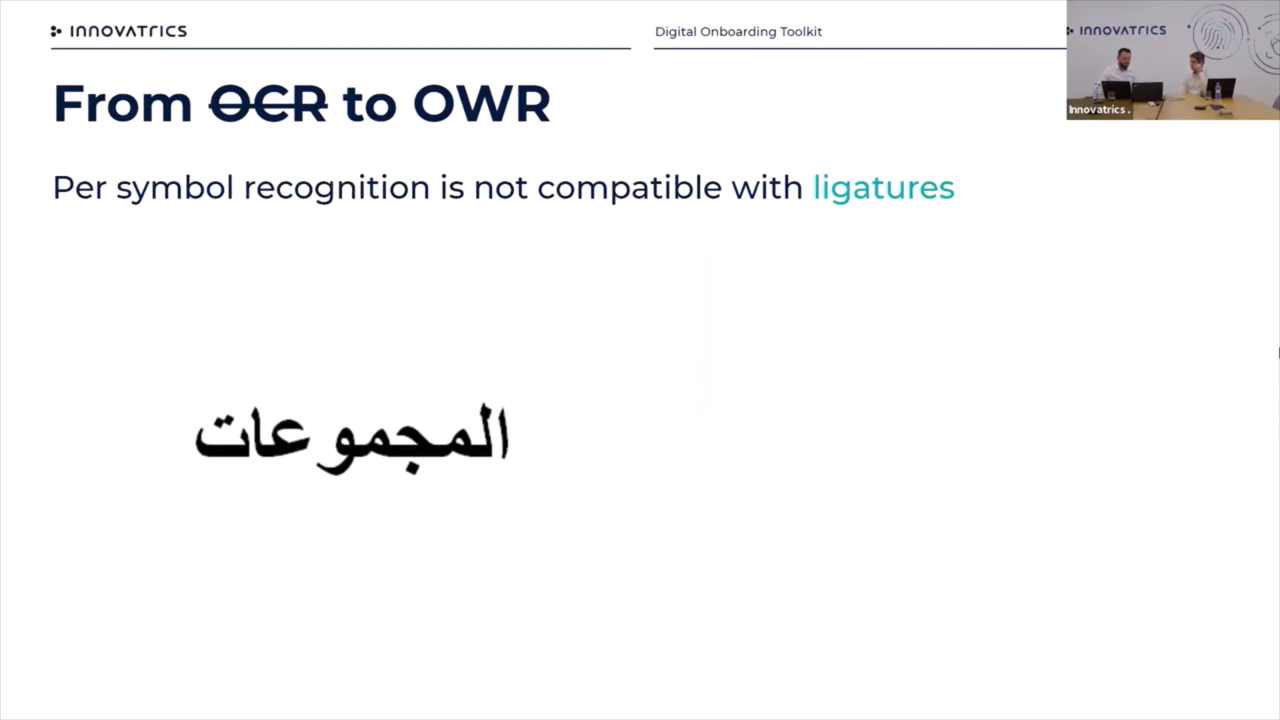 INNOVATRICS
Digital Onboarding Toolkit
INNOVATRICS
Innovatrics .
From OCR to OWR
Per symbol recognition is not compatible with ligatures
المجموعات